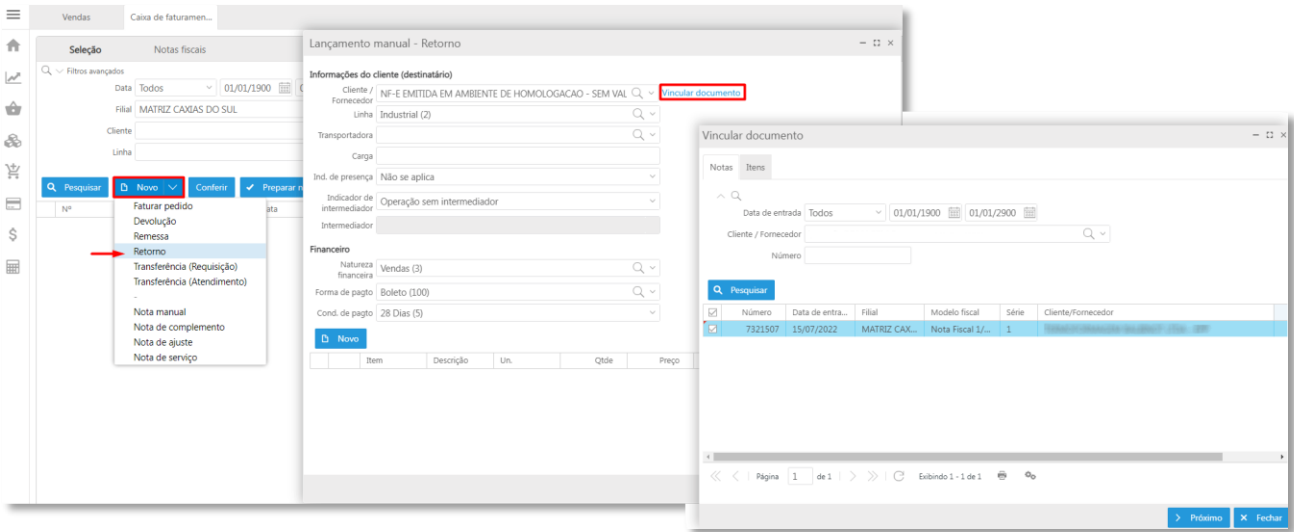 Vendas
Caixa de faturamen...
Seleção
Notas fiscais
Filtros avançados
Data Todos 01/01/1900
Filial MATRIZ CAXIAS DO SUL
Cliente
Linha
Pesquisar Novo Conferir Preparar n
Nª ata
Faturar pedido
Devolução
Remessa
Retorno
Transferência (Requisição)
Transferência (Atendimento)
-
Nota manual
Nota de complemento
Nota de ajuste
Nota de serviço
Lançamento manual - Retorno
Informações do cliente (destinatário)
Cliente / Fornecedor NF-E EMITIDA EM AMBIENTE DE HOMOLOGACAO - SEM VAL Vincular documento
Linha Industrial (2)
Transportadora
Carga
Ind. de presença Não se aplica
Indicador de intermediador Operação sem intermediador
Intermediador
Financeiro
Natureza financeira Vendas (3)
Forma de pagto Boleto (100)
Cond. de pagto 28 Dias (5)
Novo
Item Descrição Un. Qtde Preço
Vincular documento
Notas Itens
Data de entrada Todos 01/01/1900 01/01/2900
Cliente / Fornecedor
Número
Pesquisar
Número Data de entra... Filial Modelo fiscal Série Cliente/Fornecedor
7321507 15/07/2022 MATRIZ CAX... Nota Fiscal 1/... 1
Página 1 de 1 Exibindo 1 - 1 de 1
Próximo Fechar